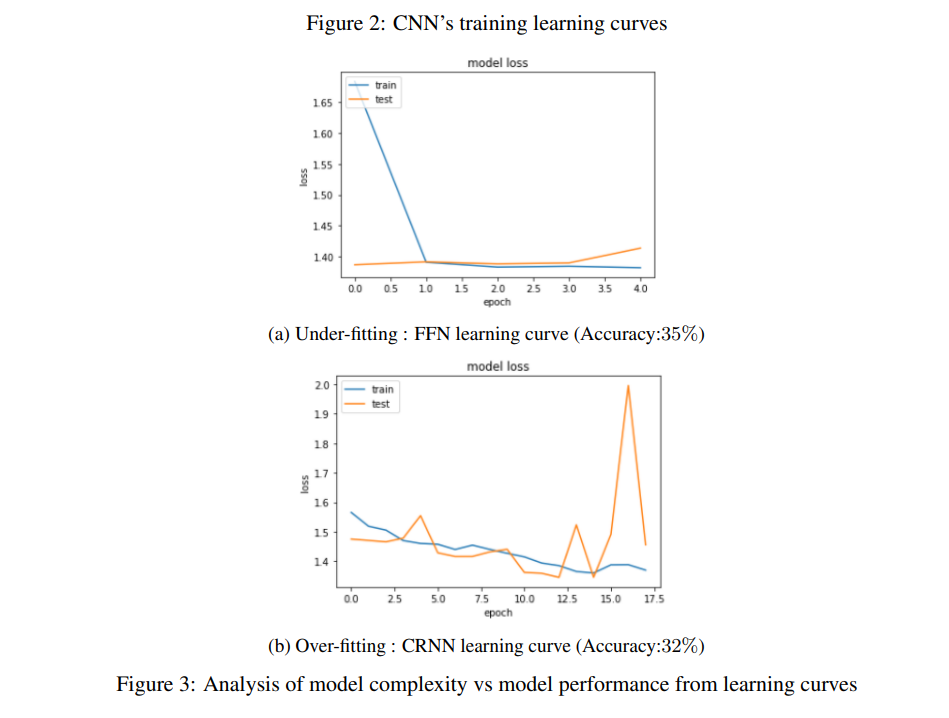 Figure 2: CNN's training learning curves
model loss
train
test
1.65
1.60
1.55
1.50
1.45
1.40
loss
0.0 0.5 1.0 1.5 2.0 2.5 3.0 3.5 4.0
epoch
(a) Under-fitting : FFN learning curve (Accuracy:35%)
model loss
train
test
2.0
1.9
1.8
1.7
1.6
1.5
1.4
loss
0.0 2.5 5.0 7.5 10.0 12.5 15.0 17.5
epoch
(b) Over-fitting : CRNN learning curve (Accuracy:32%)
Figure 3: Analysis of model complexity vs model performance from learning curves